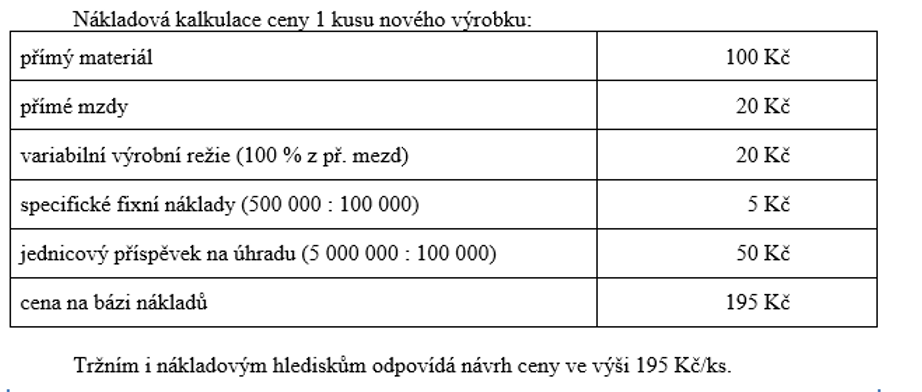 Nákladová kalkulace ceny 1 kusu nového výrobku:
přímý materiál 100 Kč
přímé mzdy 20 Kč
variabilní výrobní režie (100 % z př. mezd) 20 Kč
specifické fixní náklady (500 000 : 100 000) 5 Kč
jednicový příspěvek na úhradu (5 000 000 : 100 000) 50 Kč
cena na bázi nákladů 195 Kč
Tržním i nákladovým hlediskům odpovídá návrh ceny ve výši 195 Kč/ks.